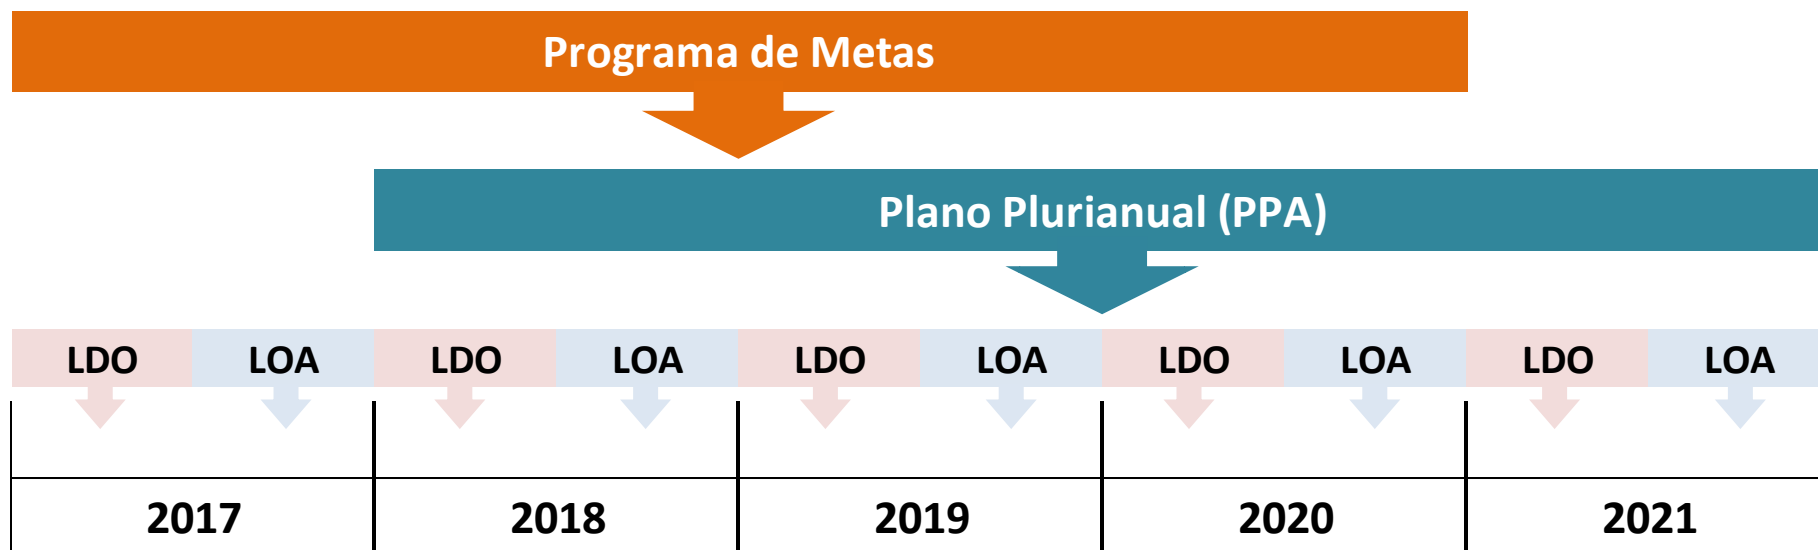 Programa de Metas
Plano Plurianual (PPA)
LDO LOA LDO LOA LDO LOA LDO LOA LDO LOA
2017 2018 2019 2020 2021